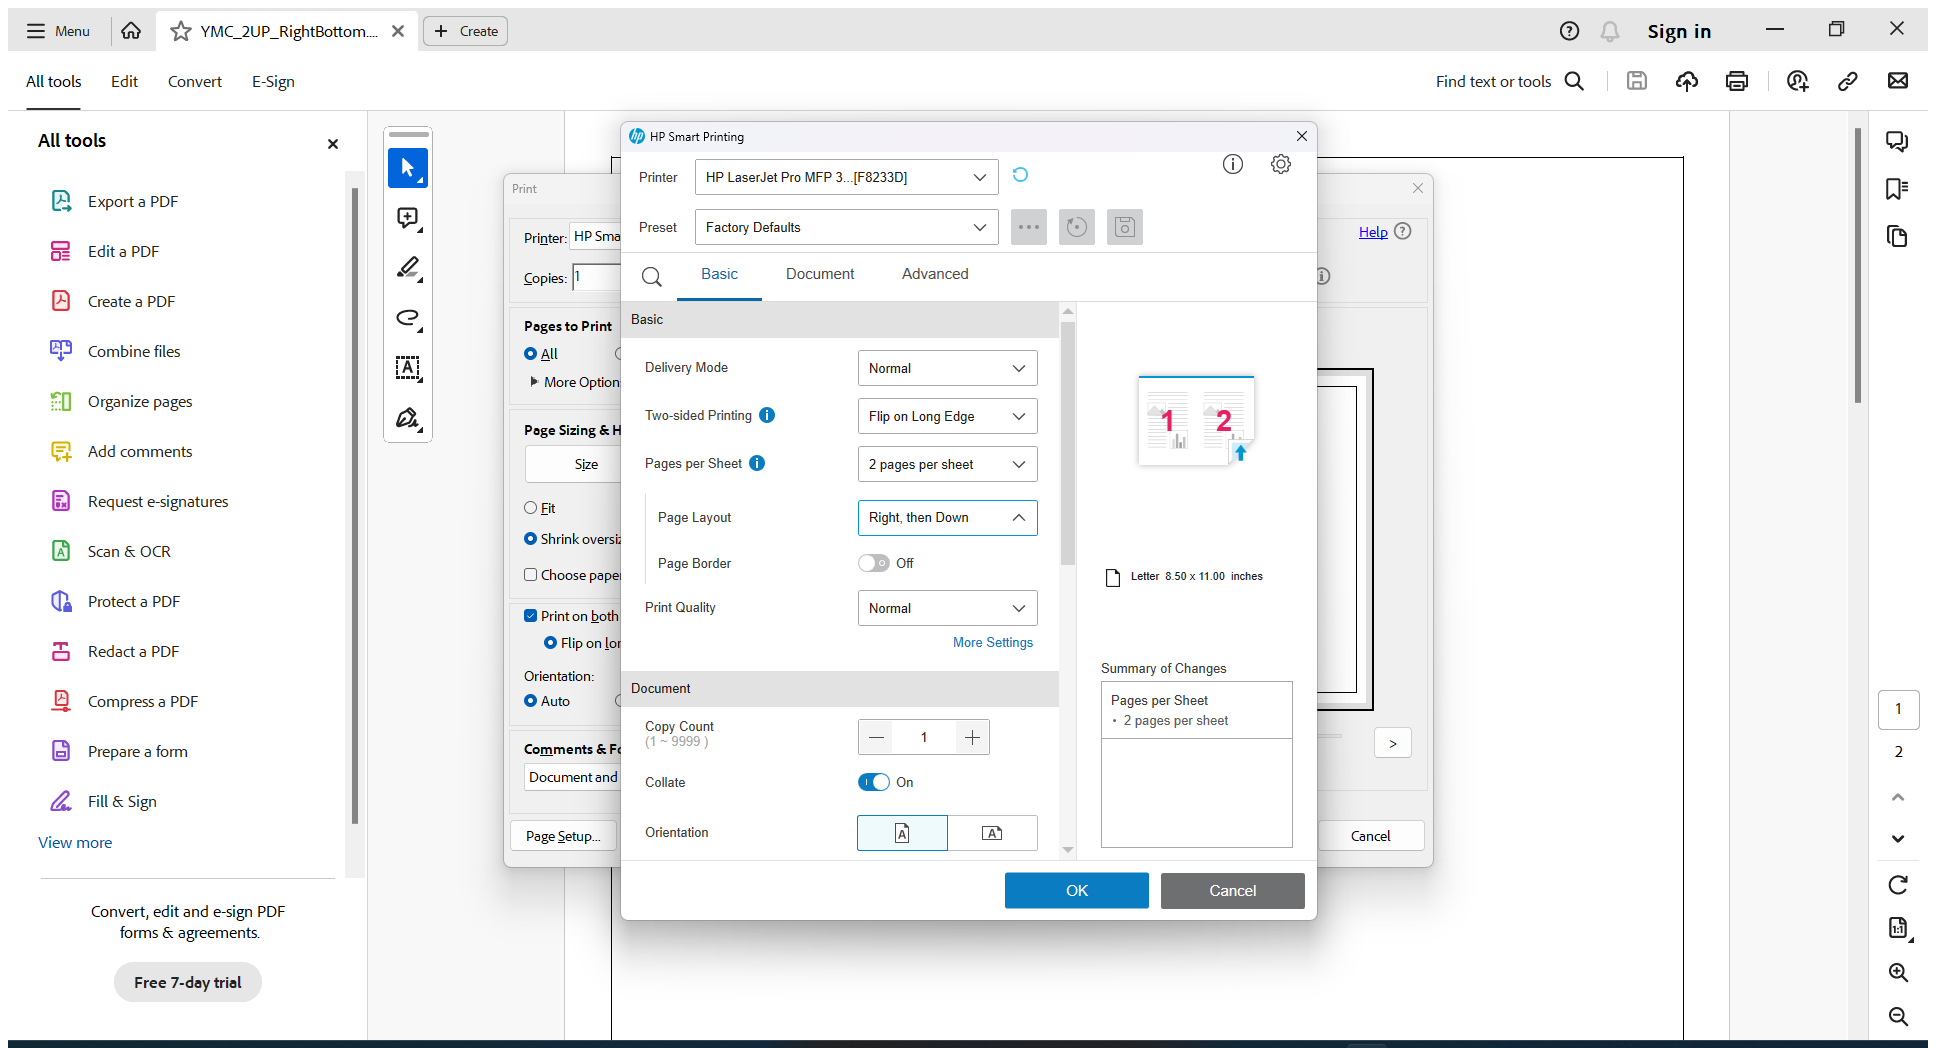 Menu
YMC_2UP_RightBottom....
Create
Sign in
All tools
Edit
Convert
E-Sign
Find text or tools
All tools
Export a PDF
Edit a PDF
Create a PDF
Combine files
Organize pages
Add comments
Request e-signatures
Scan & OCR
Protect a PDF
Redact a PDF
Compress a PDF
Prepare a form
Fill & Sign
View more
Convert, edit and e-sign PDF
forms & agreements.
Free 7-day trial
Print
Printer: HP Sma
Copies: 1
Help
Pages to Print
All
More Option
Page Sizing & H
Size
Fit
Shrink oversi
Choose pape
Print on both
Flip on lon
Orientation:
Auto
Comments & Fo
Document and
Page Setup...
>
Cancel
HP Smart Printing
Printer
HP LaserJet Pro MFP 3...[F8233D]
Preset
Factory Defaults
Basic
Document
Advanced
Basic
Delivery Mode
Normal
Two-sided Printing
Flip on Long Edge
Pages per Sheet
2 pages per sheet
Page Layout
Right, then Down
Page Border
Off
Print Quality
Normal
More Settings
Document
Copy Count
(1 ~ 9999 )
1
Collate
On
Orientation
1 2
Letter 8.50 x 11.00 inches
Summary of Changes
Pages per Sheet
• 2 pages per sheet
OK
Cancel
1
2
1:1